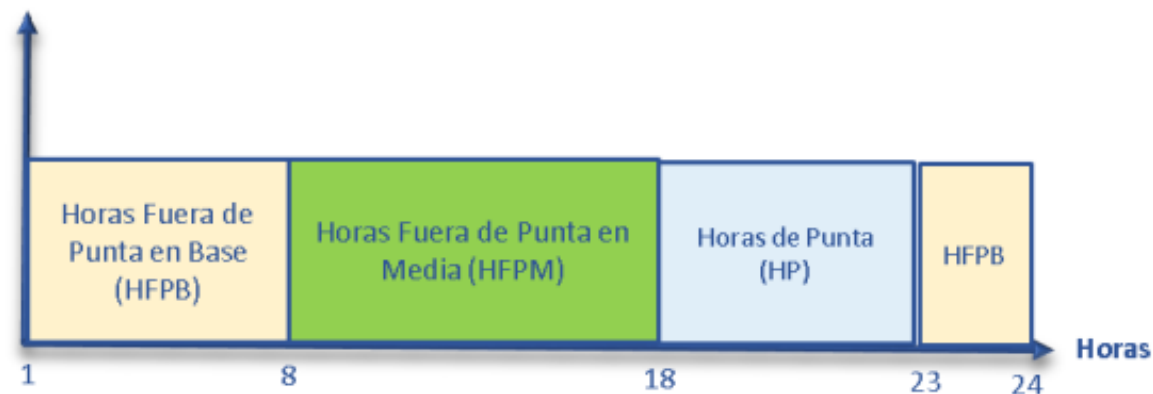 Horas Fuera de
Punta en Base
(HFPB)
Horas Fuera de Punta en
Media (HFPM)
Horas de Punta
(HP)
HFPB
Horas
1
8
18
23
24